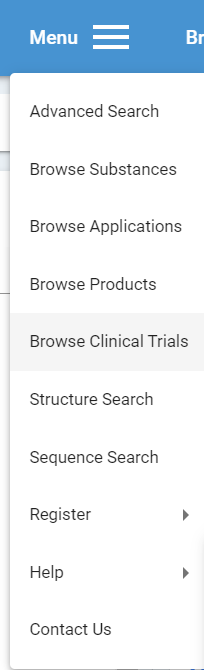 Menu
Br
Advanced Search
Browse Substances
Browse Applications
Browse Products
Browse Clinical Trials
Structure Search
Sequence Search
Register
Help
Contact Us